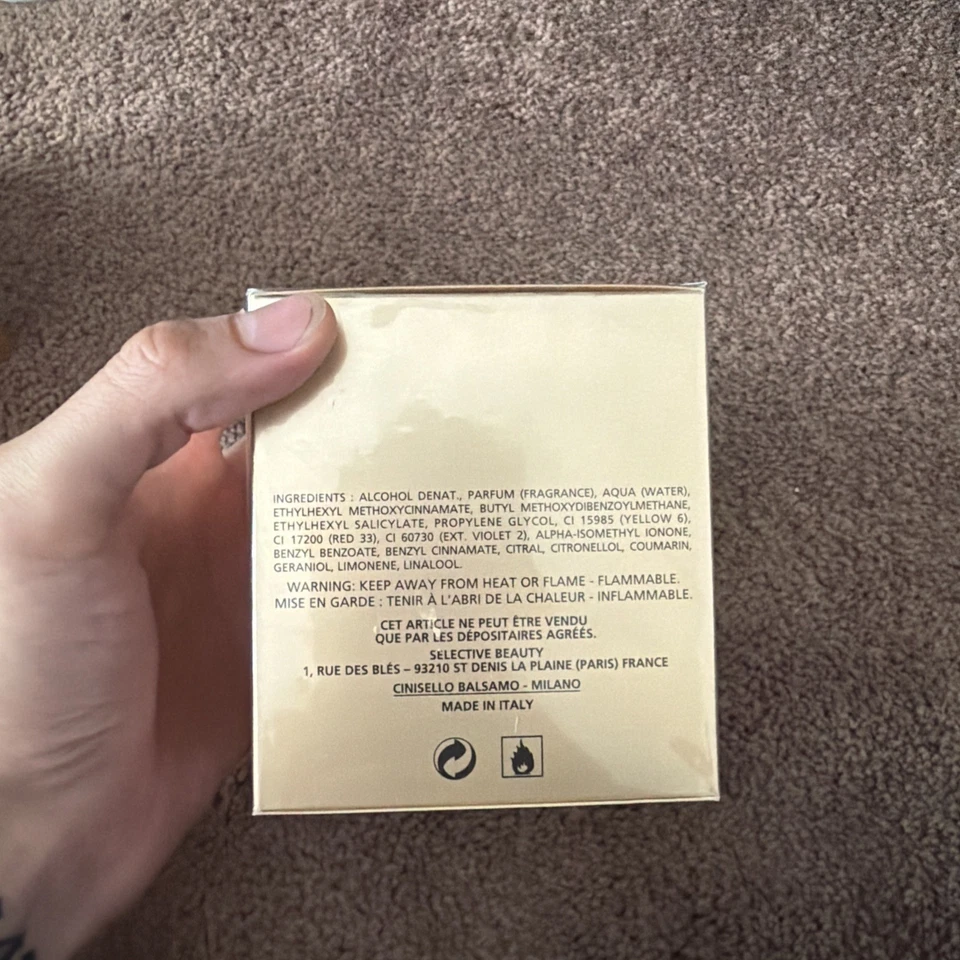 INGREDIENTS : ALCOHOL DENAT., PARFUM (FRAGRANCE), AQUA (WATER),
ETHYLHEXYL METHOXYCINNAMATE, BUTYL METHOXYDIBENZOYLMETHANE,
ETHYLHEXYL SALICYLATE, PROPYLENE GLYCOL, CI 15985 (YELLOW 6),
CI 17200 (RED 33), CI 60730 (EXT. VIOLET 2), ALPHA-ISOMETHYL IONONE,
BENZYL BENZOATE, BENZYL CINNAMATE, CITRAL, CITRONELLOL, COUMARIN,
GERANIOL, LIMONENE, LINALOOL.
WARNING: KEEP AWAY FROM HEAT OR FLAME - FLAMMABLE.
MISE EN GARDE : TENIR À L'ABRI DE LA CHALEUR - INFLAMMABLE.
CET ARTICLE NE PEUT ÊTRE VENDU
QUE PAR LES DÉPOSITAIRES AGRÉÉS.
SELECTIVE BEAUTY
1, RUE DES BLÉS – 93210 ST DENIS LA PLAINE (PARIS) FRANCE
CINISELLO BALSAMO - MILANO
MADE IN ITALY